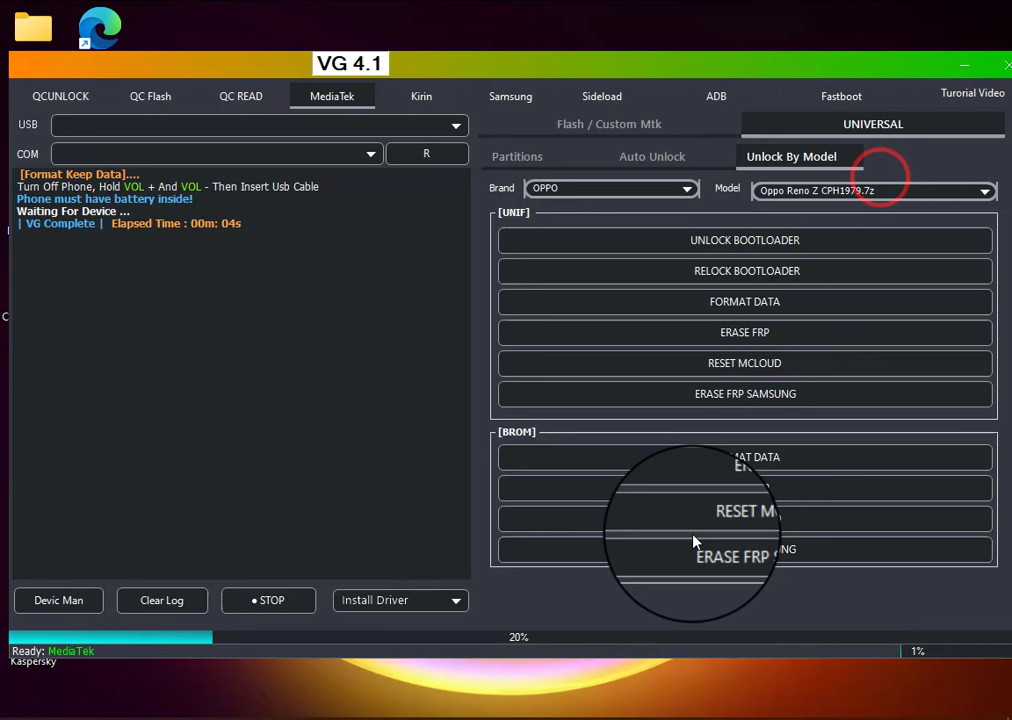 VG 4.1
QCUNLOCK QC Flash QC READ MediaTek Kirin Samsung Sideload ADB Fastboot Turorial Video
USB
COM R
Flash / Custom Mtk UNIVERSAL
Partitions Auto Unlock Unlock By Model
Brand OPPO Model Oppo Reno Z CPH1979.7z
[Format Keep Data]....
Turn Off Phone, Hold VOL + And VOL - Then Insert Usb Cable
Phone must have battery inside!
Waiting For Device ...
| VG Complete | Elapsed Time : 00m: 04s
[UNIF]
UNLOCK BOOTLOADER
RELOCK BOOTLOADER
FORMAT DATA
ERASE FRP
RESET MCLOUD
ERASE FRP SAMSUNG
[BROM]
DATA
RESET
ERASE FRP
Devic Man Clear Log ● STOP Install Driver
20%
Ready: MediaTek 1%
Kaspersky